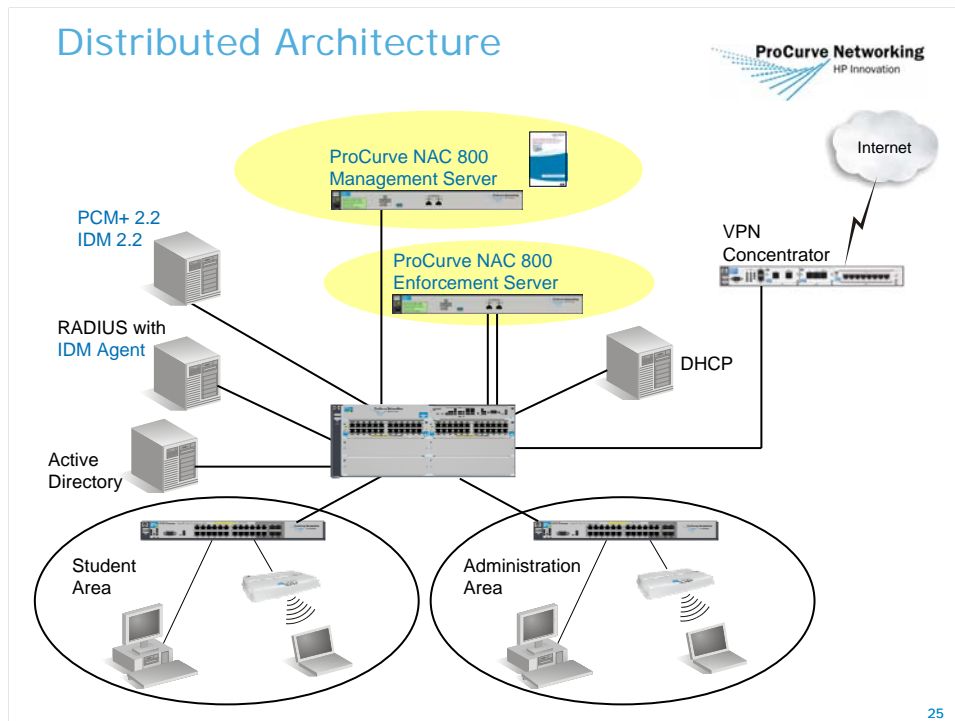 Distributed Architecture
ProCurve Networking
HP Innovation
Internet
ProCurve NAC 800
Management Server
PCM+ 2.2
IDM 2.2
VPN
Concentrator
ProCurve NAC 800
Enforcement Server
RADIUS with
IDM Agent
DHCP
Active
Directory
Student
Area
Administration
Area
25